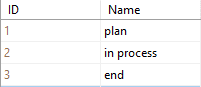 ID Name
1 plan
2 in process
3 end